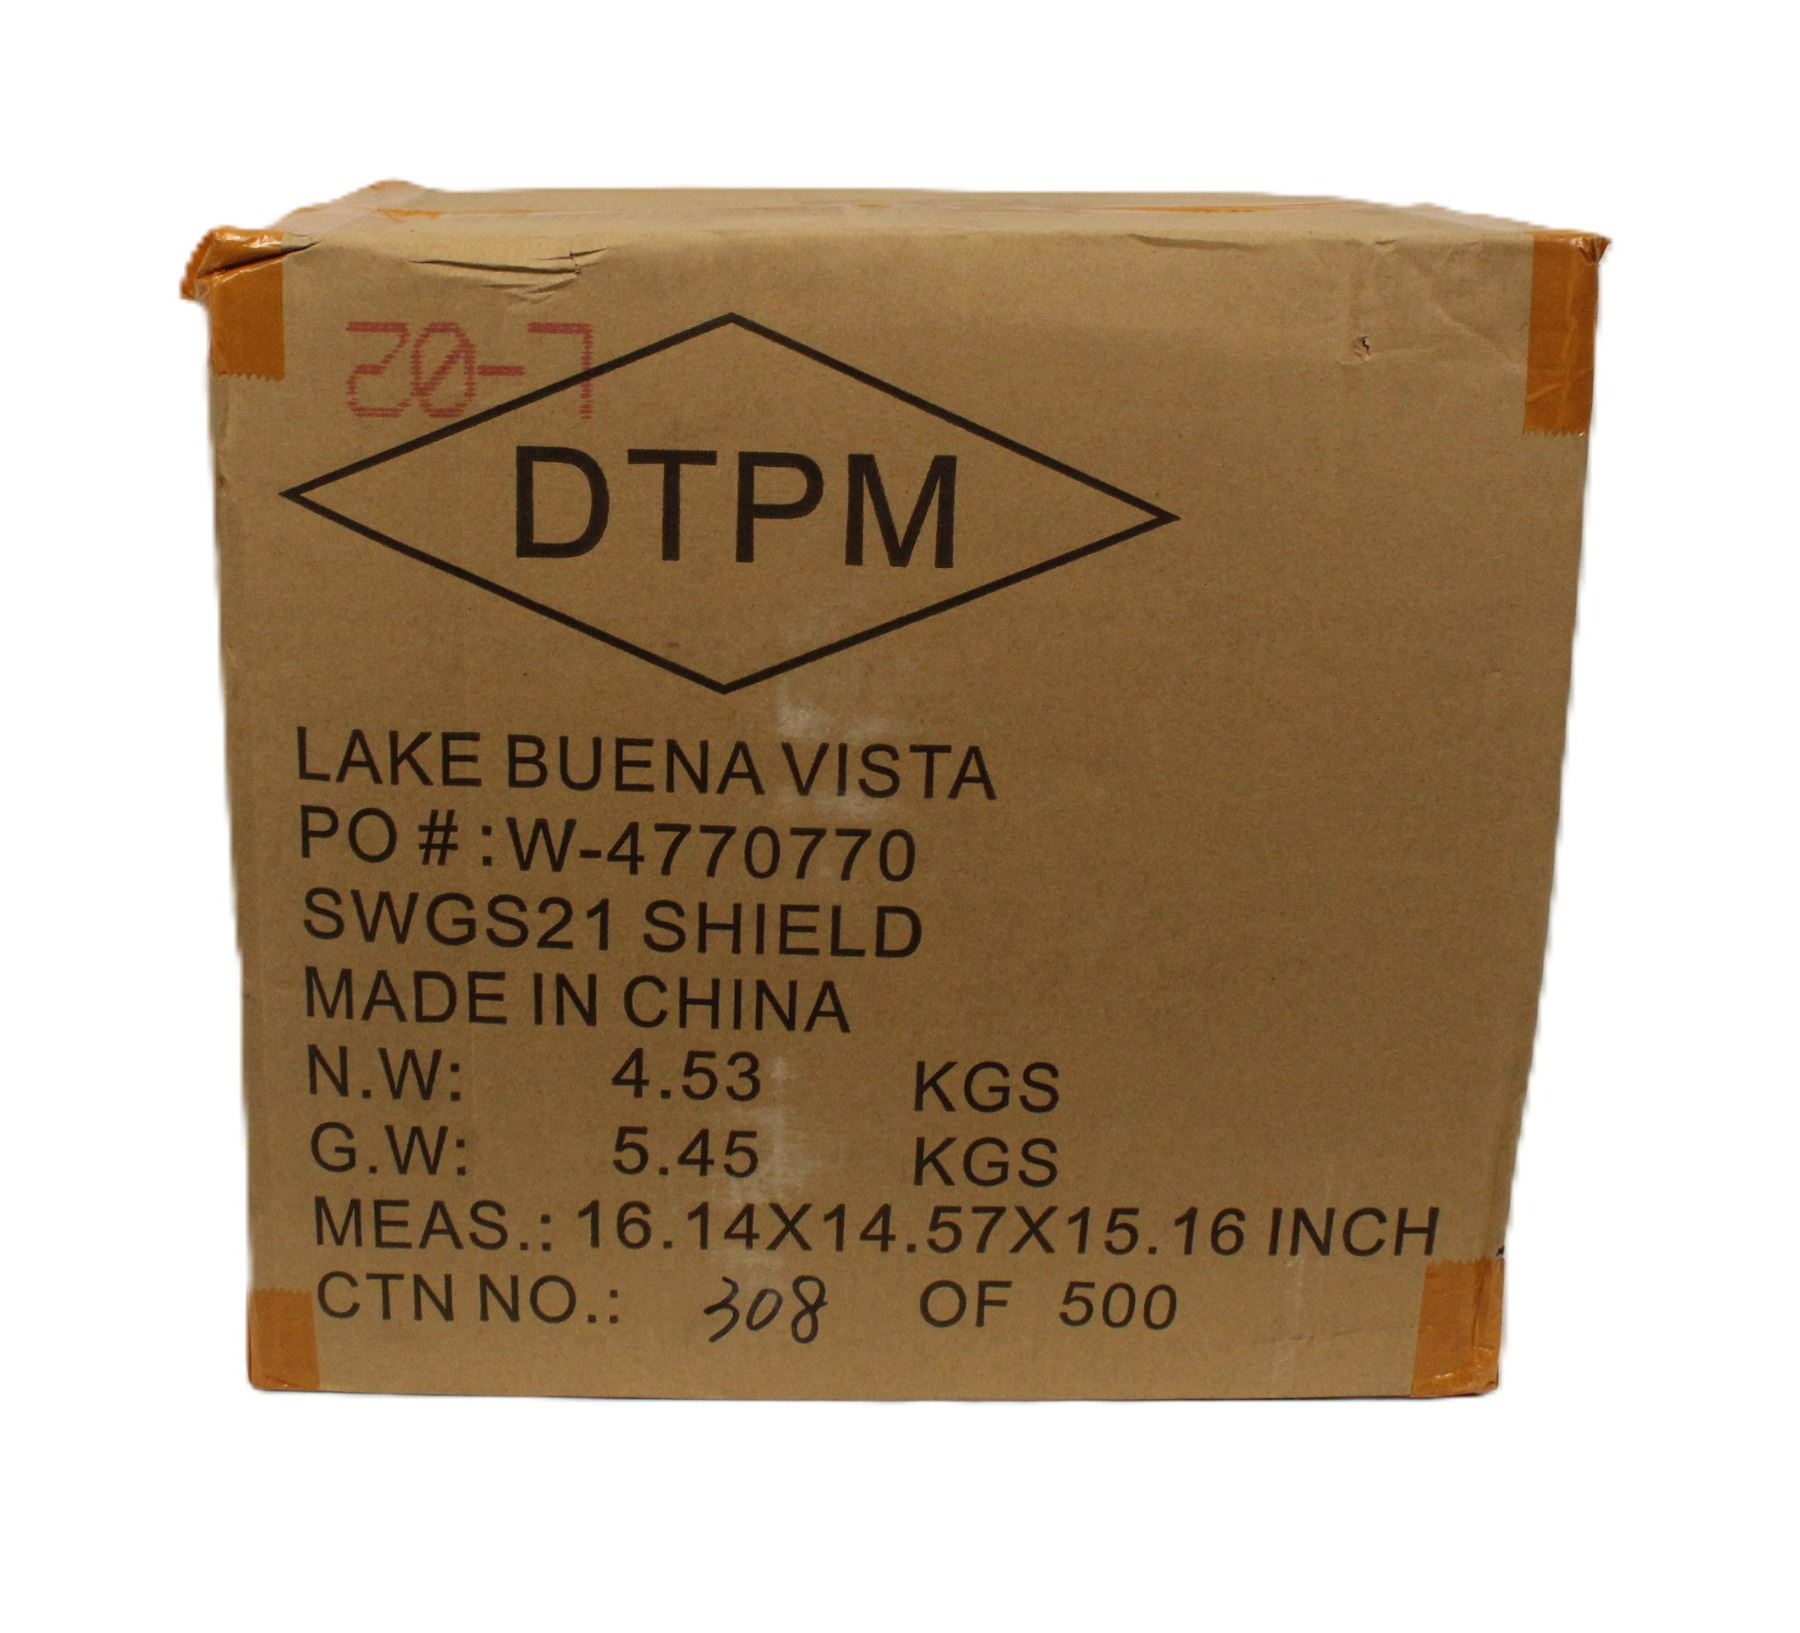 20-7
DTPM
LAKE BUENA VISTA
PO # : W-4770770
SWGS21 SHIELD
MADE IN CHINA
N.W: 4.53 KGS
G.W: 5.45 KGS
MEAS.: 16.14X14.57X15.16 INCH
CTN NO.: 308 OF 500